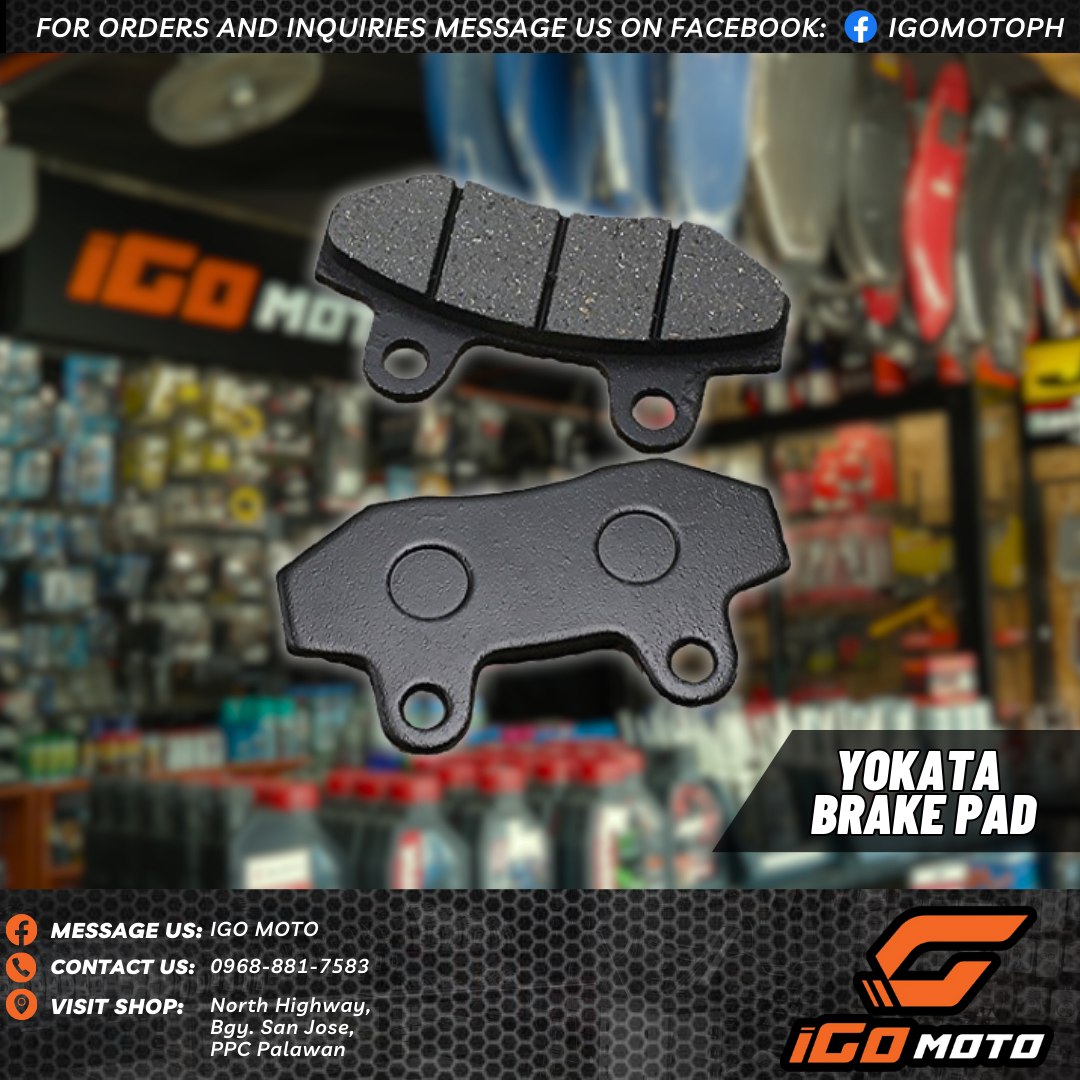 FOR ORDERS AND INQUIRIES MESSAGE US ON FACEBOOK: IGOMOTOPH
iGO MOT
YOKATA
BRAKE PAD
MESSAGE US: IGO MOTO
CONTACT US: 0968-881-7583
VISIT SHOP: North Highway,
Bgy. San Jose,
PPC Palawan
iGO MOTO